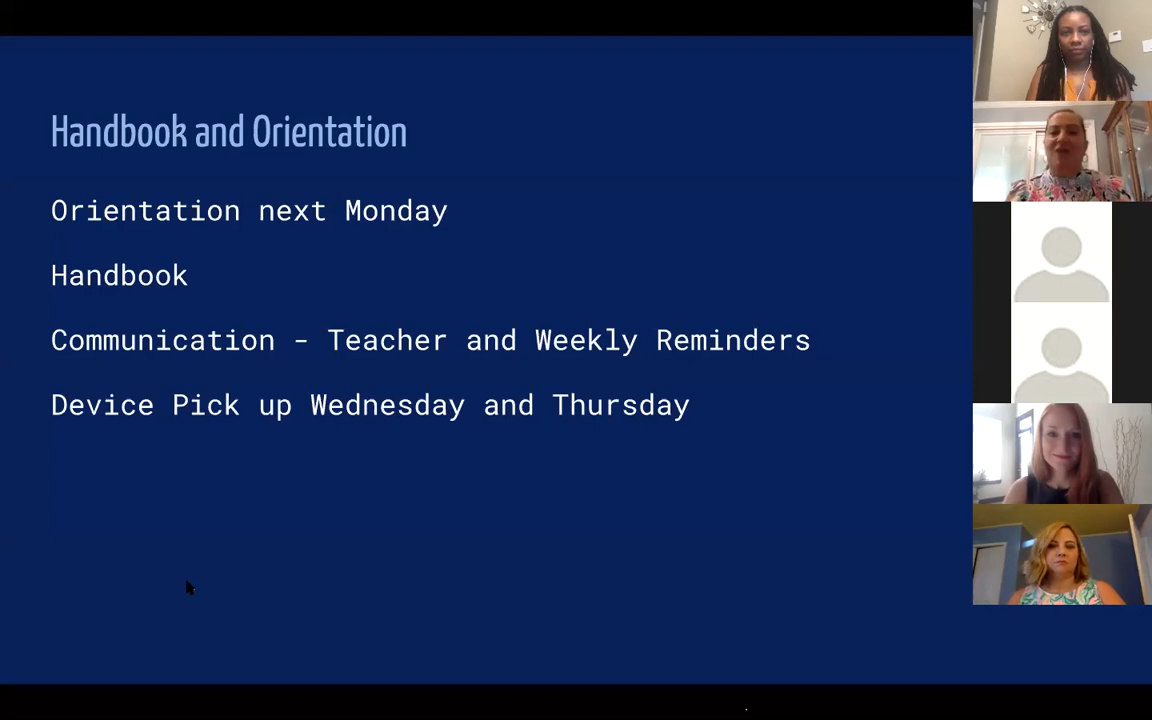 Handbook and Orientation
Orientation next Monday
Handbook
Communication - Teacher and Weekly Reminders
Device Pick up Wednesday and Thursday